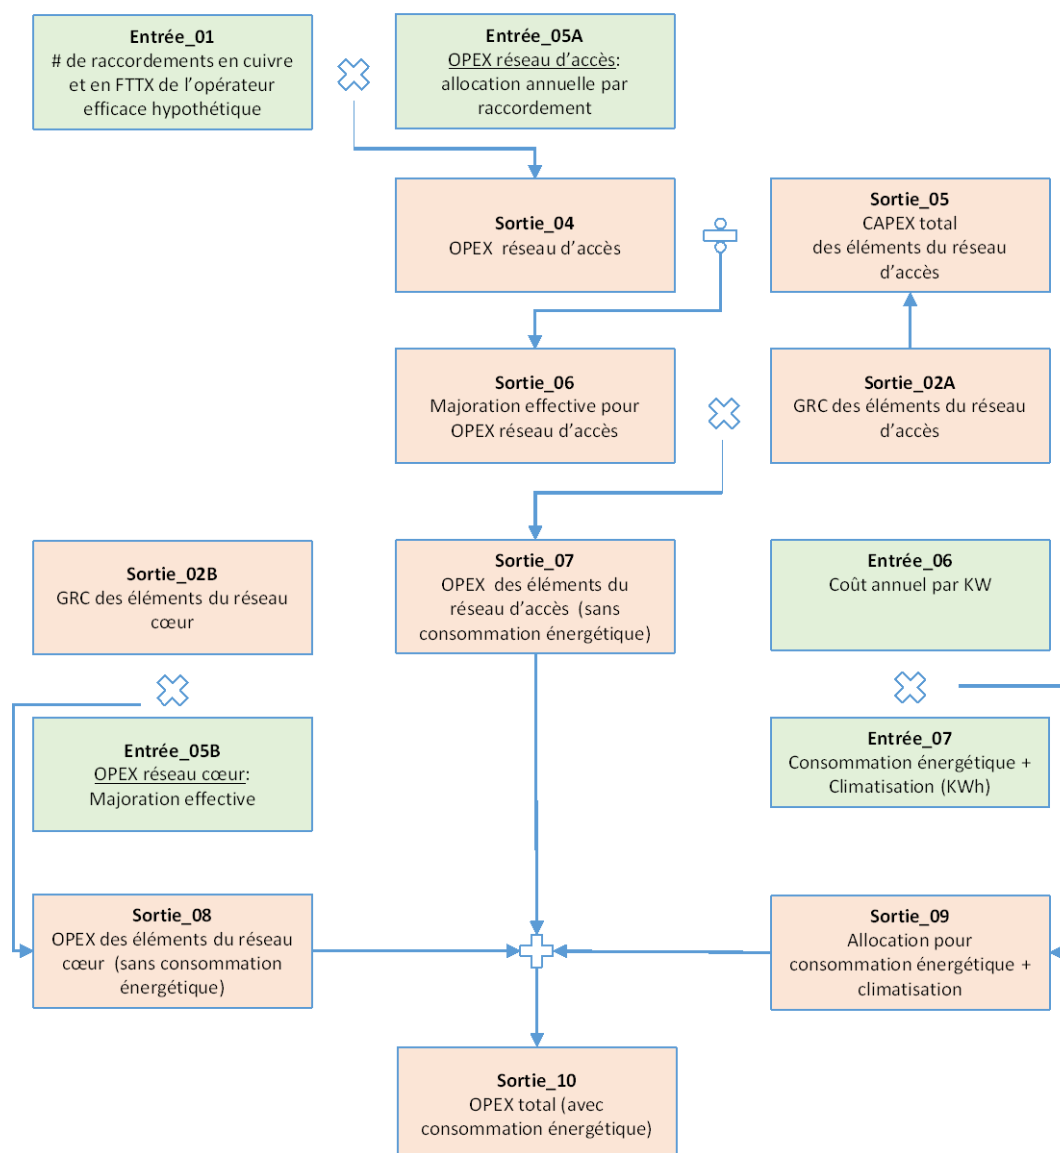 Entrée_01
# de raccordements en cuivre
et en FTTX de l’opérateur
efficace hypothétique
Entrée_05A
OPEX réseau d’accès:
allocation annuelle par
raccordement
Sortie_04
OPEX réseau d’accès
Sortie_05
CAPEX total
des éléments du réseau
d’accès
Sortie_06
Majoration effective pour
OPEX réseau d’accès
Sortie_02A
GRC des éléments du réseau
d’accès
Sortie_02B
GRC des éléments du réseau
cœur
Sortie_07
OPEX des éléments du
réseau d’accès (sans
consommation énergétique)
Entrée_06
Coût annuel par KW
Entrée_05B
OPEX réseau cœur:
Majoration effective
Entrée_07
Consommation énergétique +
Climatisation (KWh)
Sortie_08
OPEX des éléments du réseau
cœur (sans consommation
énergétique)
Sortie_09
Allocation pour
consommation énergétique +
climatisation
Sortie_10
OPEX total (avec
consommation énergétique)